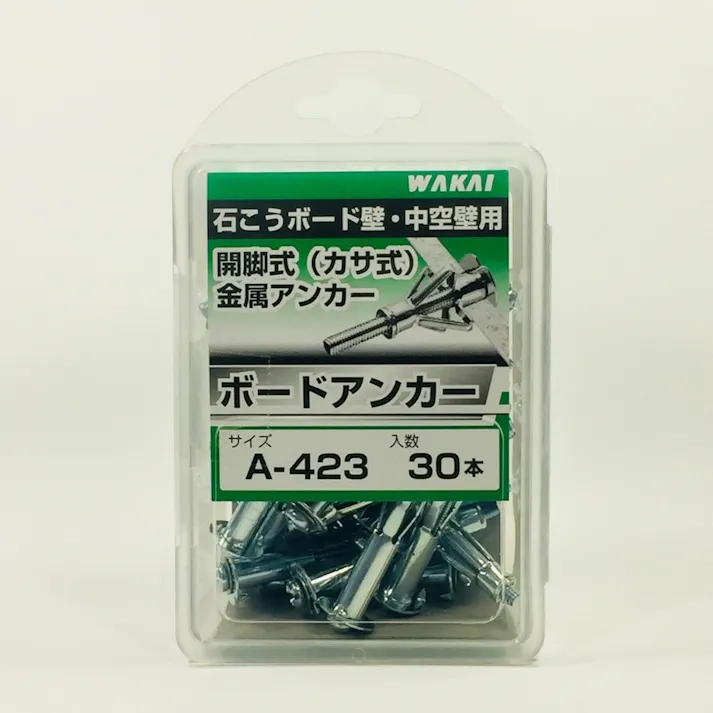 WAKAI
石こうボード壁・中空壁用
開脚式（カサ式）
金属アンカー
ボードアンカー
サイズ 入数
A-423 30本